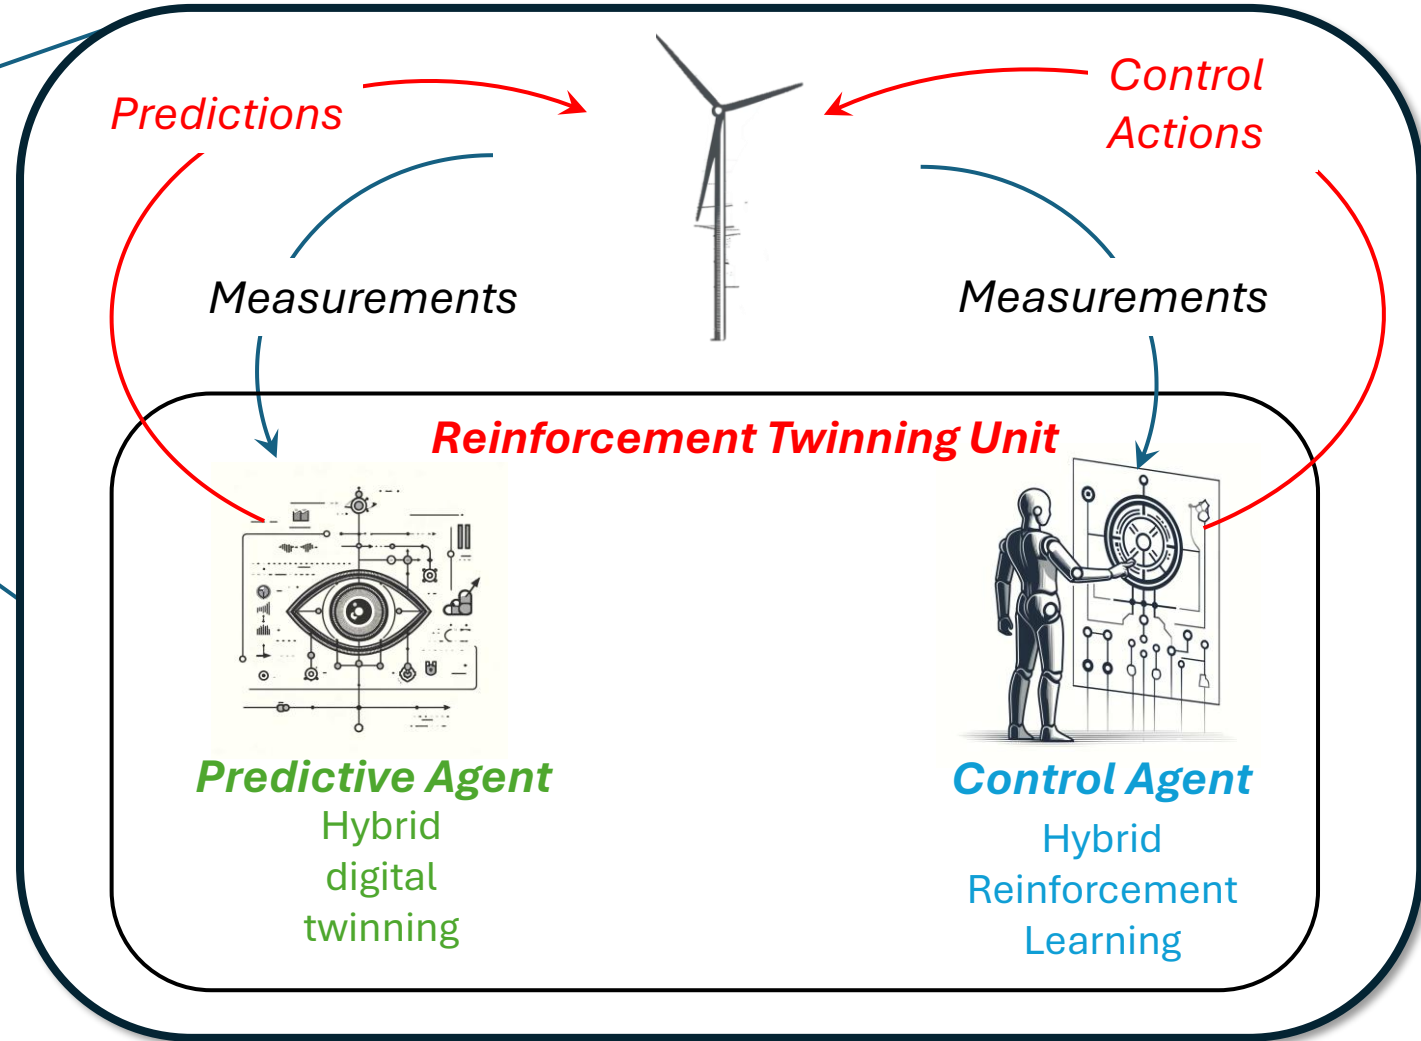 Predictions
Control
Actions
Measurements
Measurements
Reinforcement Twinning Unit
Predictive Agent
Hybrid
digital
twinning
Control Agent
Hybrid
Reinforcement
Learning